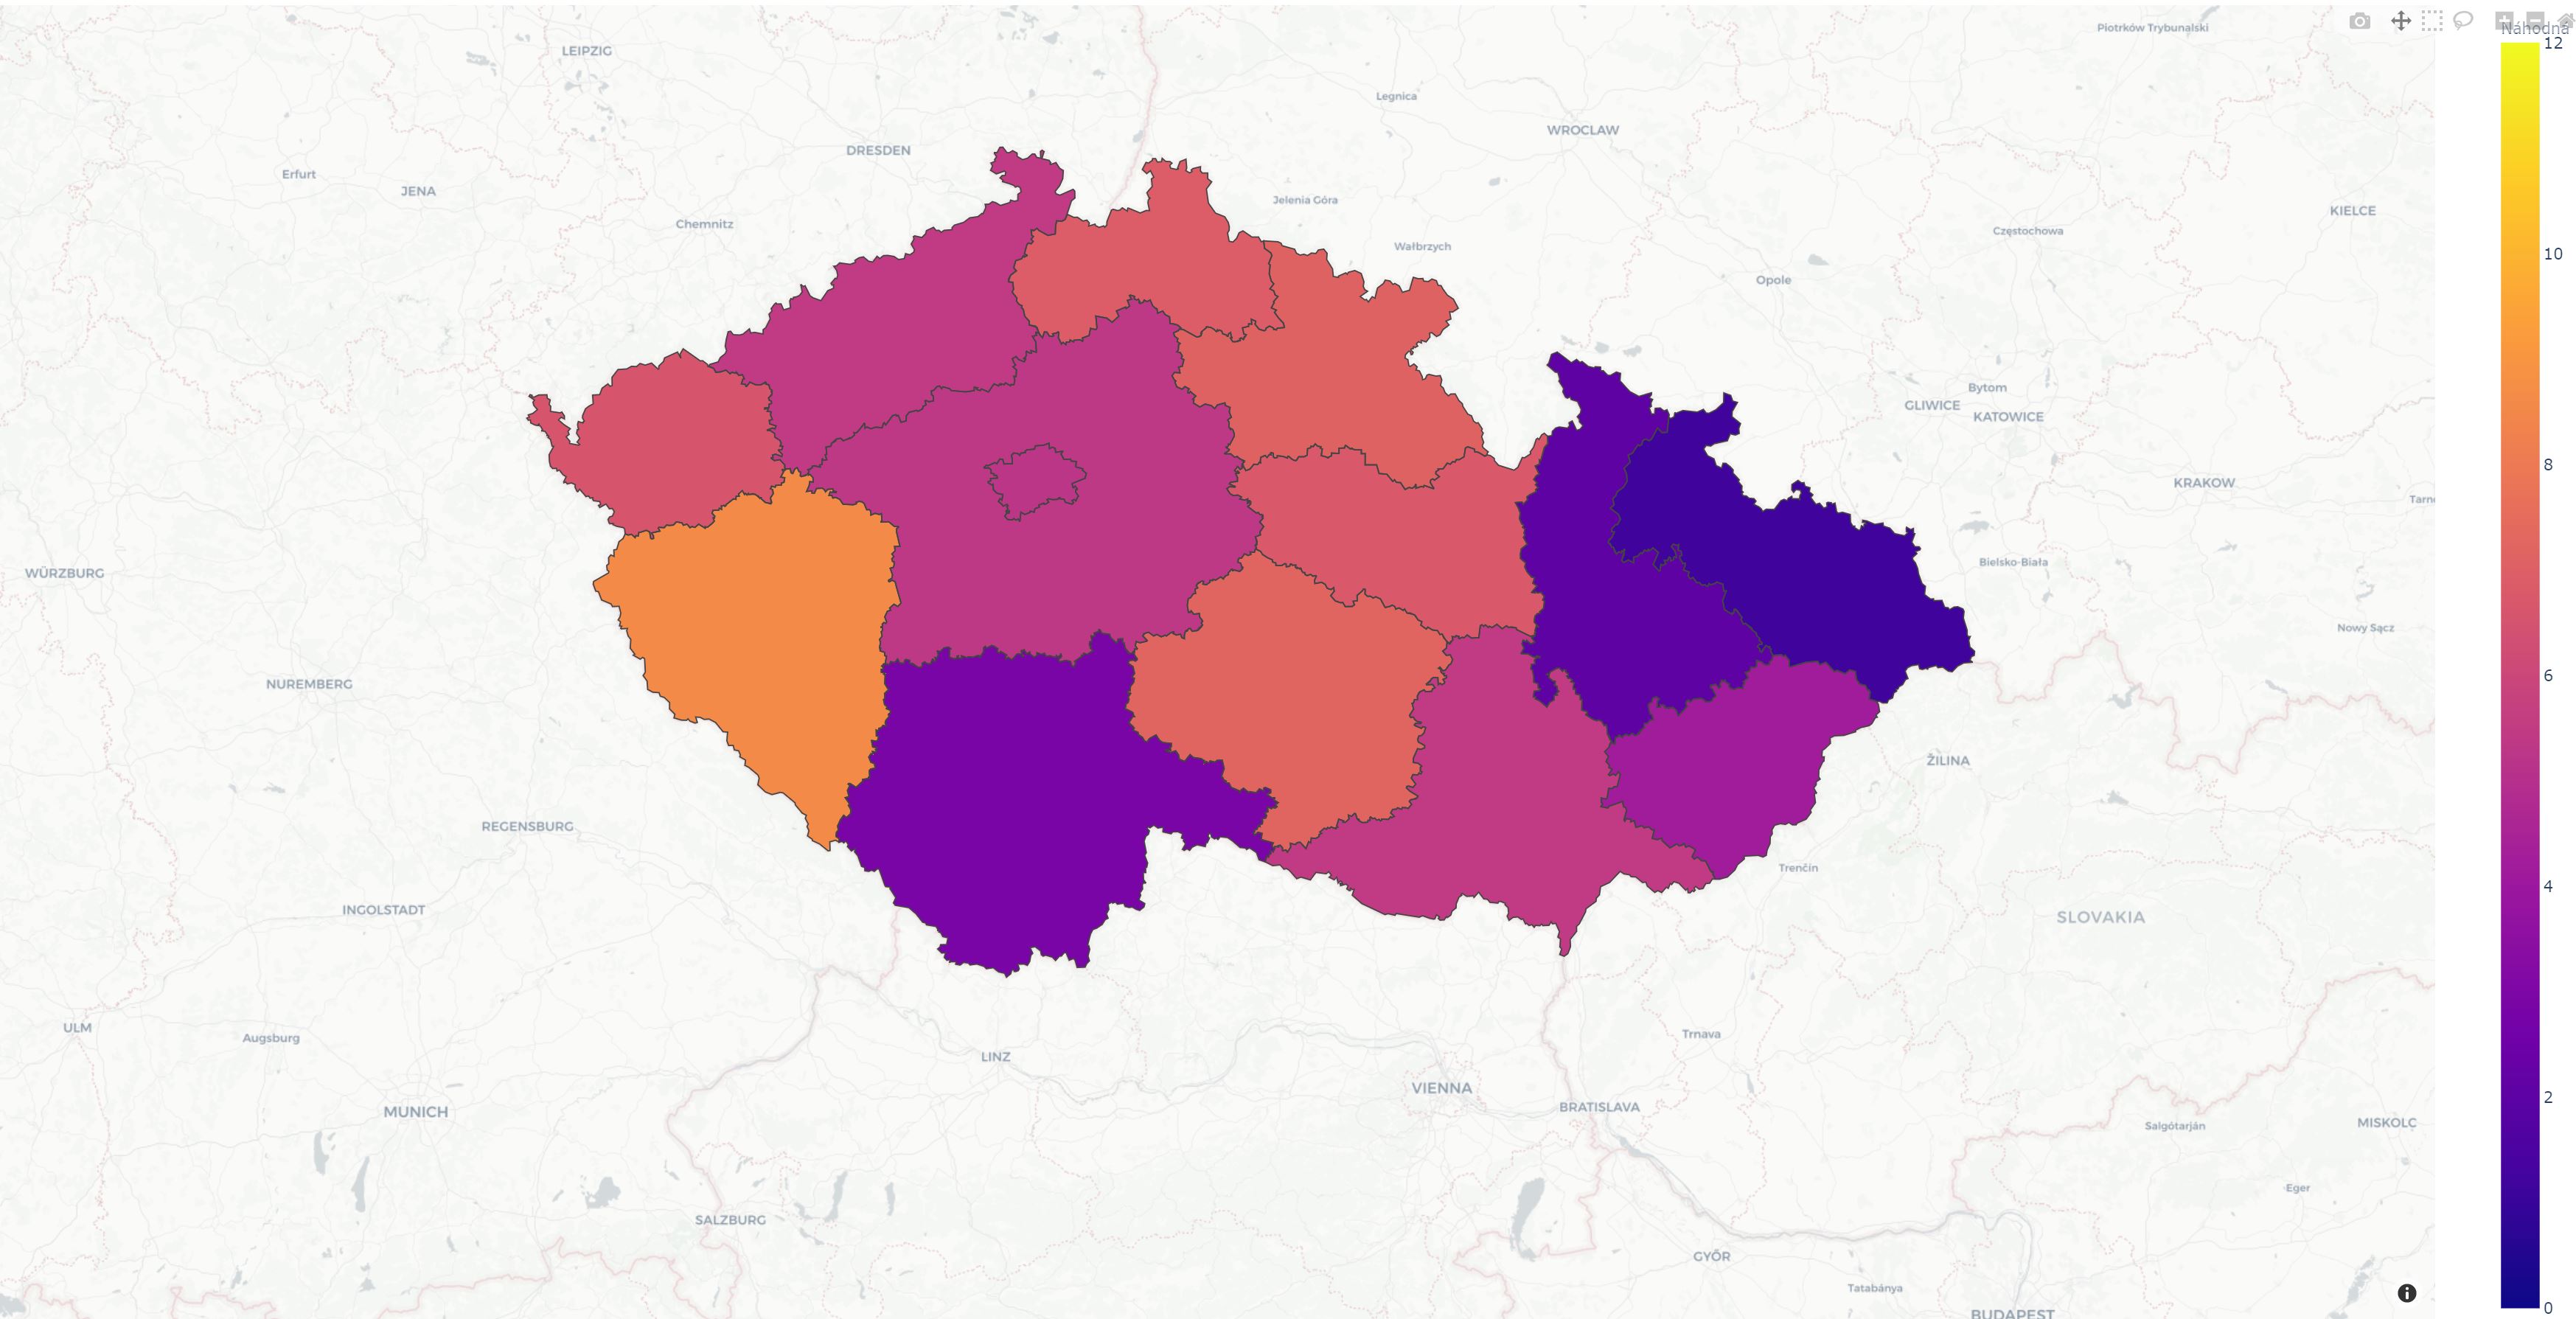 Piotrków Trybunalski
Náhodná
12
LEIPZIG
Legnica
WROCLAW
DRESDEN
Erfurt
JENA
Jelenia Góra
KIELCE
Chemnitz
Częstochowa
Wałbrzych
10
Opole
Bytom
GLIWICE
KATOWICE
8
KRAKOW
Bielsko-Biała
WÜRZBURG
Nowy Sącz
6
NUREMBERG
ŽILINA
REGENSBURG
Trenčín
4
INGOLSTADT
SLOVAKIA
ULM
Augsburg
Trnava
LINZ
VIENNA
2
BRATISLAVA
MUNICH
MISKOLC
Salgótarján
Eger
SALZBURG
GYŐR
Tatabánya
BUDAPEST
0